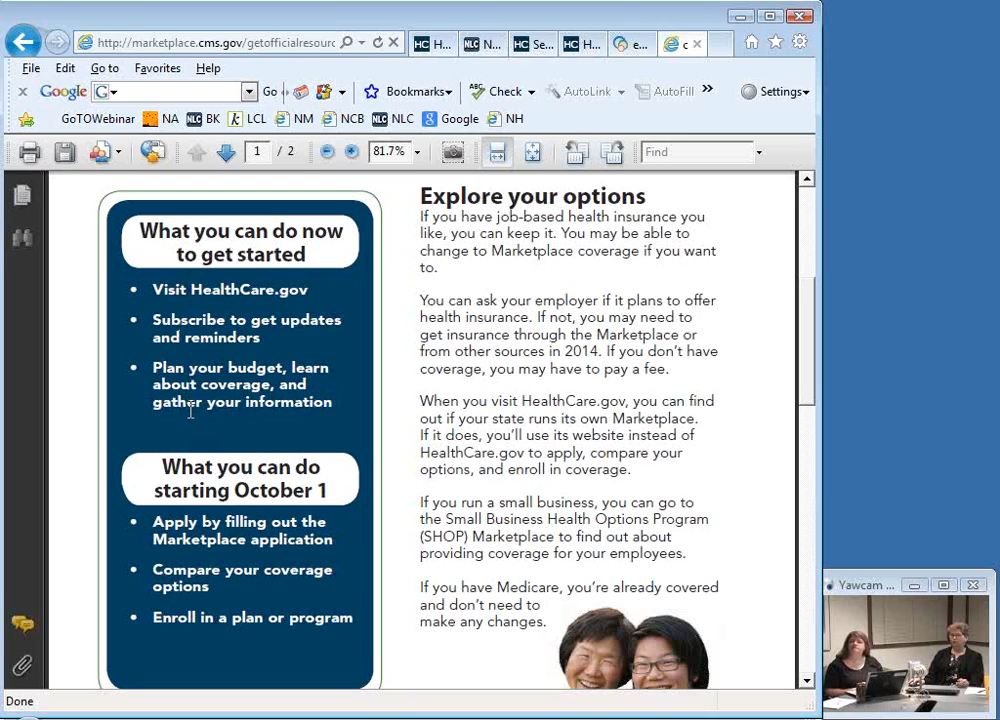 http://marketplace.cms.gov/getofficialresourc
HC H...
NLC N...
HC Se...
HC H...
e...
c
File Edit Go to Favorites Help
Google G Go Bookmarks Check AutoLink AutoFill » Settings
GoTOWebinar NA NLC BK k LCL NM NCB NLC Google NH
1 / 2 81.7% Find
What you can do now
to get started
• Visit HealthCare.gov
• Subscribe to get updates
and reminders
• Plan your budget, learn
about coverage, and
gather your information
What you can do
starting October 1
• Apply by filling out the
Marketplace application
• Compare your coverage
options
• Enroll in a plan or program
Explore your options
If you have job-based health insurance you
like, you can keep it. You may be able to
change to Marketplace coverage if you want
to.
You can ask your employer if it plans to offer
health insurance. If not, you may need to
get insurance through the Marketplace or
from other sources in 2014. If you don't have
coverage, you may have to pay a fee.
When you visit HealthCare.gov, you can find
out if your state runs its own Marketplace.
If it does, you'll use its website instead of
HealthCare.gov to apply, compare your
options, and enroll in coverage.
If you run a small business, you can go to
the Small Business Health Options Program
(SHOP) Marketplace to find out about
providing coverage for your employees.
If you have Medicare, you're already covered
and don't need to
make any changes.
Yawcam ...
Done